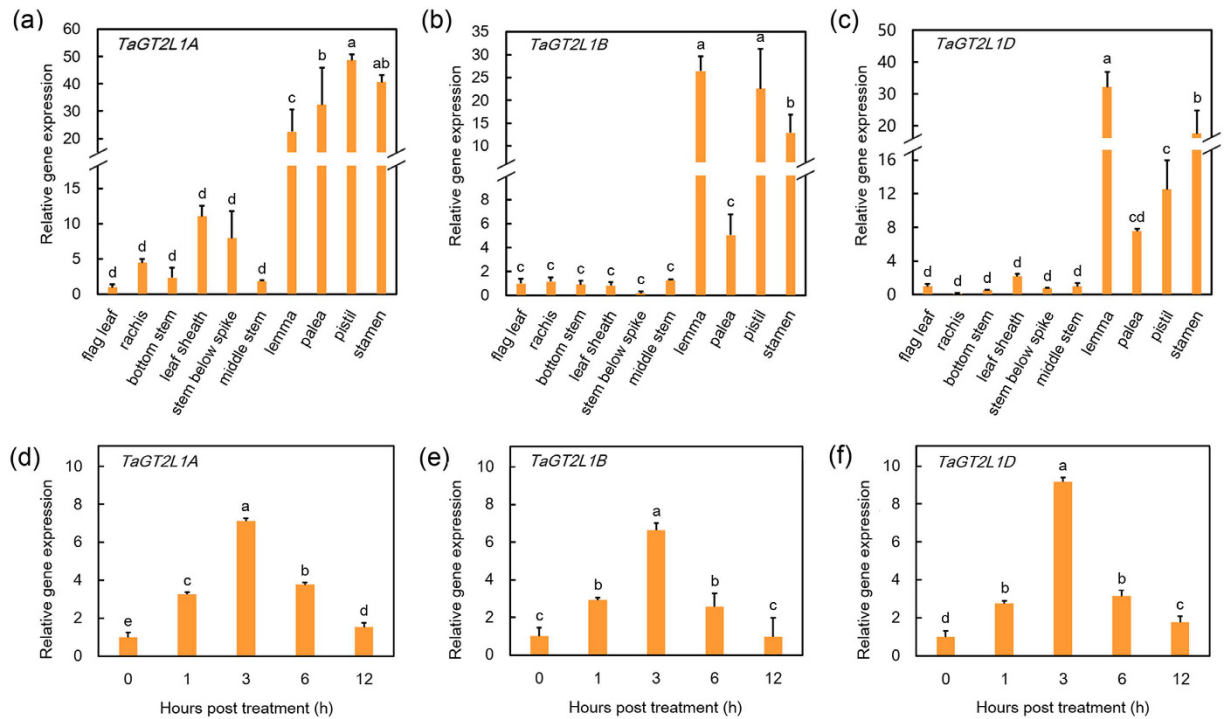 (a)
TaGT2L1A
Relative gene expression
60
50
40
30
20
15
10
5
0
d
d
d
d
d
d
c
b
a
ab
flag leaf
rachis
bottom stem
leaf sheath
stem below spike
middle stem
lemma
palea
pistil
stamen
(b)
TaGT2L1B
Relative gene expression
35
30
25
20
15
10
8
6
4
2
0
c
c
c
c
c
c
a
c
a
b
flag leaf
rachis
bottom stem
leaf sheath
stem below spike
middle stem
lemma
palea
pistil
stamen
(c)
TaGT2L1D
Relative gene expression
50
40
30
20
16
12
8
4
0
d
d
d
d
d
d
a
cd
c
b
flag leaf
rachis
bottom stem
leaf sheath
stem below spike
middle stem
lemma
palea
pistil
stamen
(d)
TaGT2L1A
Relative gene expression
10
8
6
4
2
0
e
c
a
b
d
0 1 3 6 12
Hours post treatment (h)
(e)
TaGT2L1B
Relative gene expression
10
8
6
4
2
0
c
b
a
b
c
0 1 3 6 12
Hours post treatment (h)
(f)
TaGT2L1D
Relative gene expression
10
8
6
4
2
0
d
b
a
b
c
0 1 3 6 12
Hours post treatment (h)